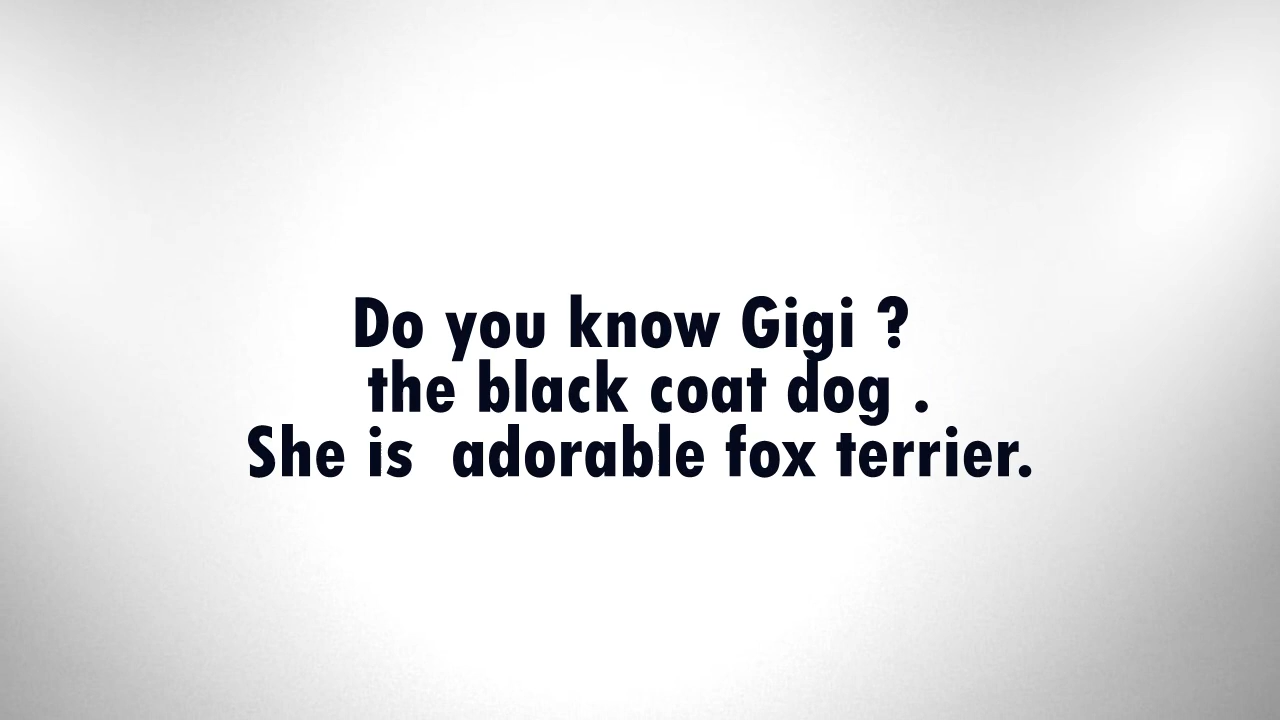 Do you know Gigi ?
the black coat dog .
She is  adorable fox terrier.